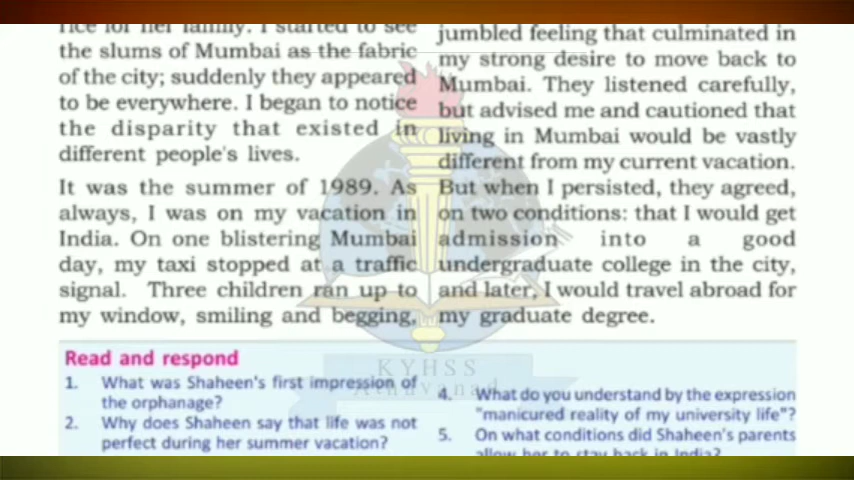 rice for her family. I started to see
the slums of Mumbai as the fabric
of the city; suddenly they appeared
to be everywhere. I began to notice
the disparity that existed in
different people's lives.
It was the summer of 1989. As
always, I was on my vacation in
India. On one blistering Mumbai
day, my taxi stopped at a traffic
signal. Three children ran up to
my window, smiling and begging,
jumbled feeling that culminated in
my strong desire to move back to
Mumbai. They listened carefully,
but advised me and cautioned that
living in Mumbai would be vastly
different from my current vacation.
But when I persisted, they agreed,
on two conditions: that I would get
admission into a good
undergraduate college in the city,
and later, I would travel abroad for
my graduate degree.
Read and respond
1. What was Shaheen's first impression of
the orphanage?
2. Why does Shaheen say that life was not
perfect during her summer vacation?
4. What do you understand by the expression
"manicured reality of my university life"?
5. On what conditions did Shaheen's parents
allow her to stay back in India?
KYHSS
Athavanad